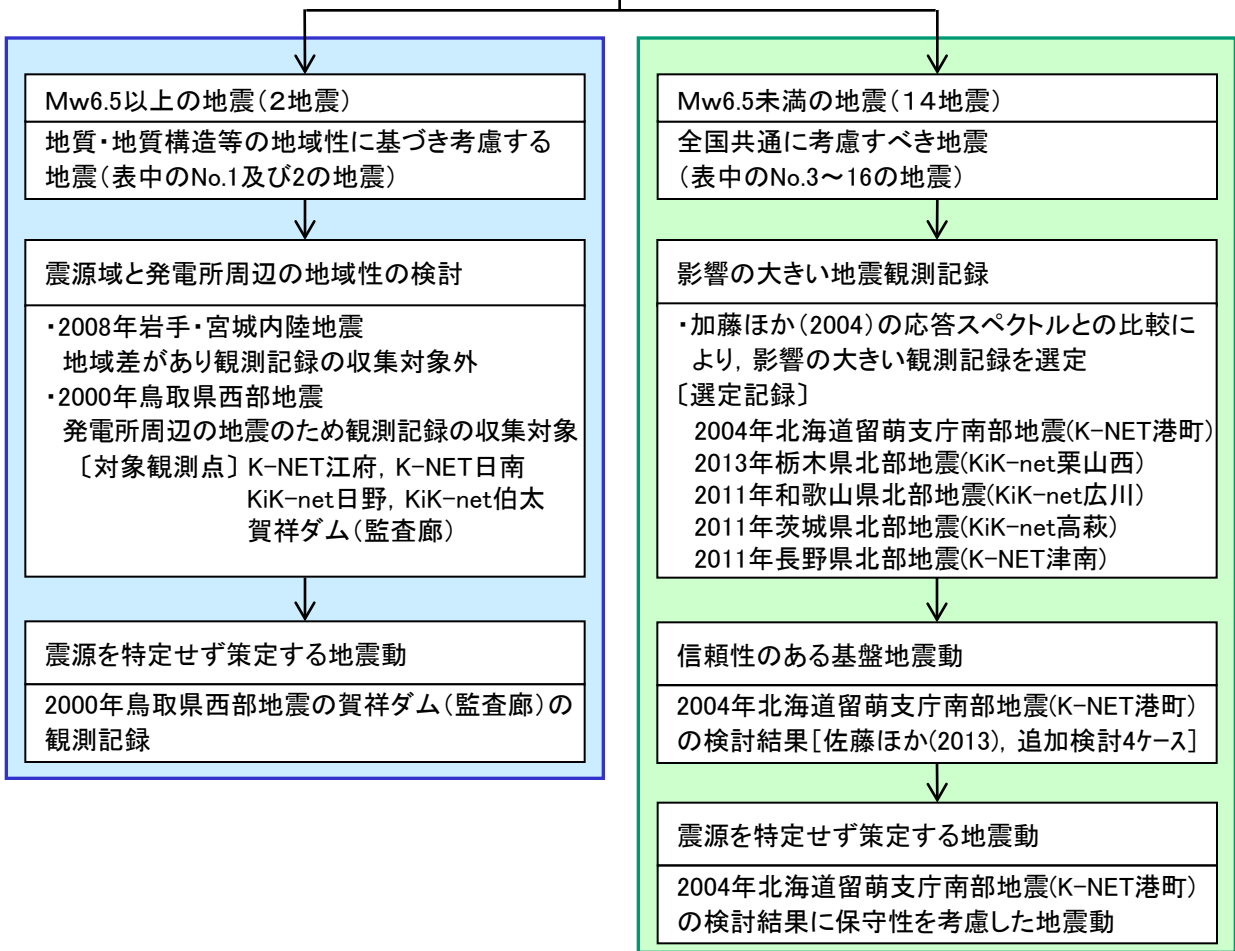 Mw6.5以上の地震(2地震)
地質・地質構造等の地域性に基づき考慮する
地震(表中のNo.1及び2の地震)
震源域と発電所周辺の地域性の検討
・2008年岩手・宮城内陸地震
地域差があり観測記録の収集対象外
・2000年鳥取県西部地震
発電所周辺の地震のため観測記録の収集対象
〔対象観測点〕K-NET江府, K-NET日南
KiK-net日野, KiK-net伯太
賀祥ダム(監査廊)
震源を特定せず策定する地震動
2000年鳥取県西部地震の賀祥ダム(監査廊)の
観測記録
Mw6.5未満の地震(14地震)
全国共通に考慮すべき地震
(表中のNo.3～16の地震)
影響の大きい地震観測記録
・加藤ほか(2004)の応答スペクトルとの比較に
より, 影響の大きい観測記録を選定
〔選定記録〕
2004年北海道留萌支庁南部地震(K-NET港町)
2013年栃木県北部地震(KiK-net栗山西)
2011年和歌山県北部地震(KiK-net広川)
2011年茨城県北部地震(KiK-net高萩)
2011年長野県北部地震(K-NET津南)
信頼性のある基盤地震動
2004年北海道留萌支庁南部地震(K-NET港町)
の検討結果[佐藤ほか(2013), 追加検討4ケース]
震源を特定せず策定する地震動
2004年北海道留萌支庁南部地震(K-NET港町)
の検討結果に保守性を考慮した地震動